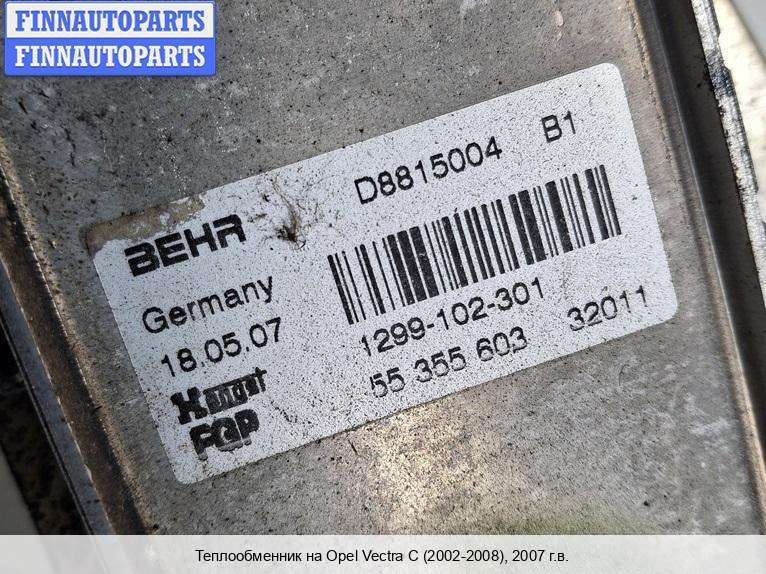 FINNAUTOPARTS
FINNAUTOPARTS
D8815004 B1
BEHR
Germany
18.05.07
1299-102-301
55 355 603 32011
Hengst
FQP
Теплообменник на Opel Vectra C (2002-2008), 2007 г.в.